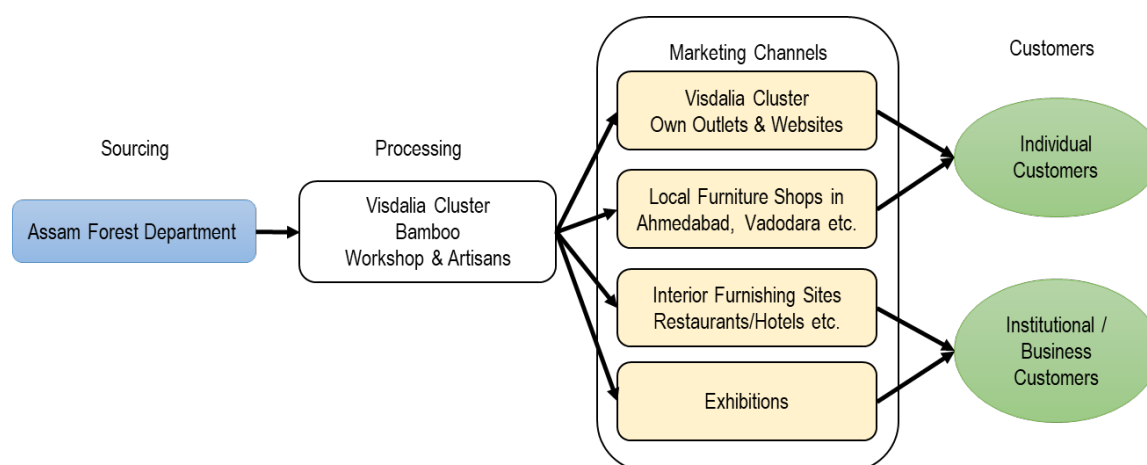 Sourcing
Assam Forest Department
Processing
Visdalia Cluster
Bamboo
Workshop & Artisans
Marketing Channels
Visdalia Cluster
Own Outlets & Websites
Local Furniture Shops in
Ahmedabad, Vadodara etc.
Interior Furnishing Sites
Restaurants/Hotels etc.
Exhibitions
Customers
Individual
Customers
Institutional /
Business
Customers